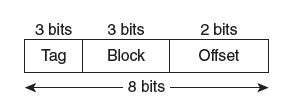 3 bits 3 bits 2 bits
Tag Block Offset
8 bits